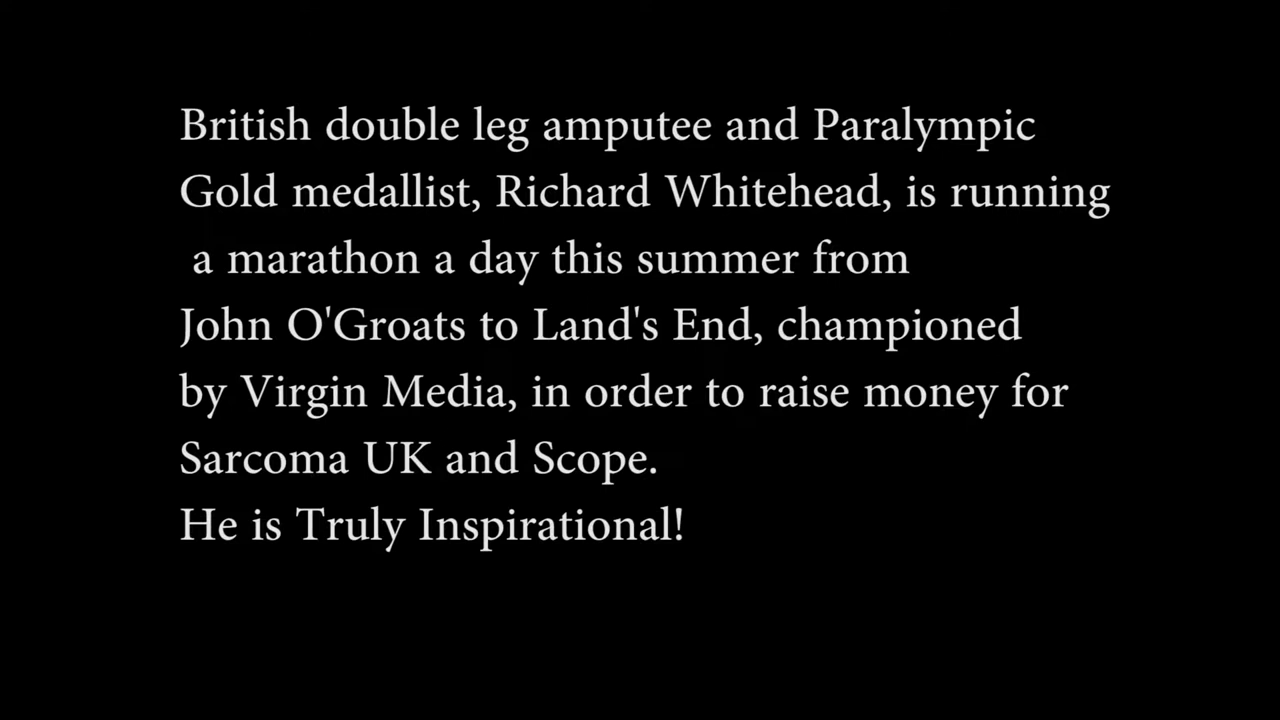 British double leg amputee and Paralympic
Gold medallist, Richard Whitehead, is running
a marathon a day this summer from
John O'Groats to Land's End, championed
by Virgin Media, in order to raise money for
Sarcoma UK and Scope.
He is Truly Inspirational!